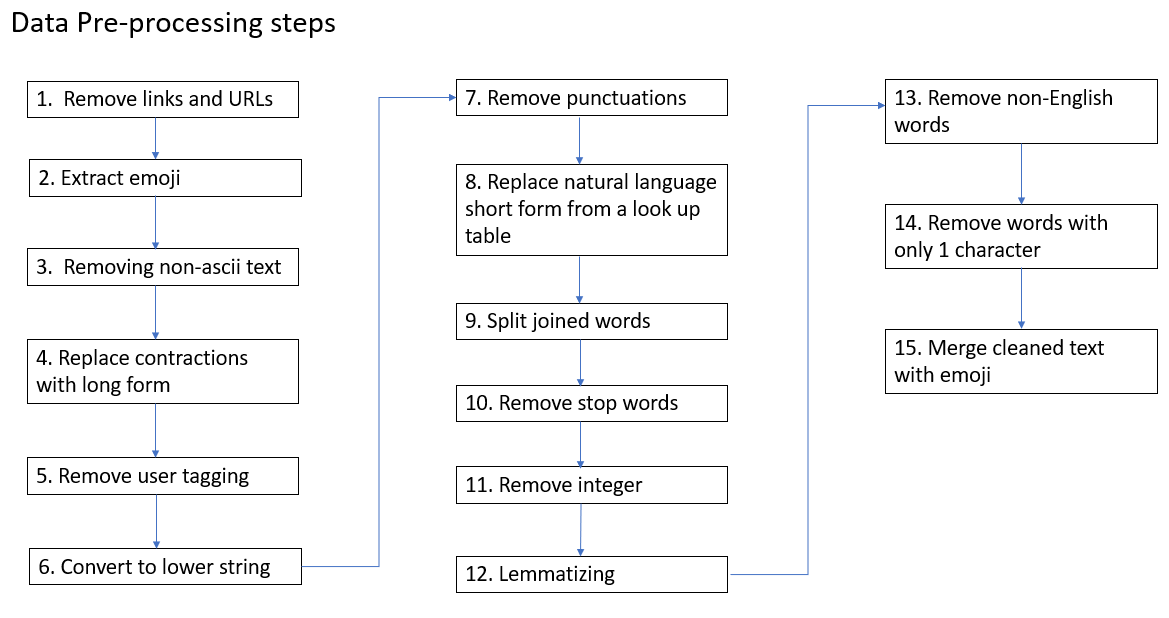 Data Pre-processing steps
1. Remove links and URLs
2. Extract emoji
3. Removing non-ascii text
4. Replace contractions
with long form
5. Remove user tagging
6. Convert to lower string
7. Remove punctuations
8. Replace natural language
short form from a look up
table
9. Split joined words
10. Remove stop words
11. Remove integer
12. Lemmatizing
13. Remove non-English
words
14. Remove words with
only 1 character
15. Merge cleaned text
with emoji